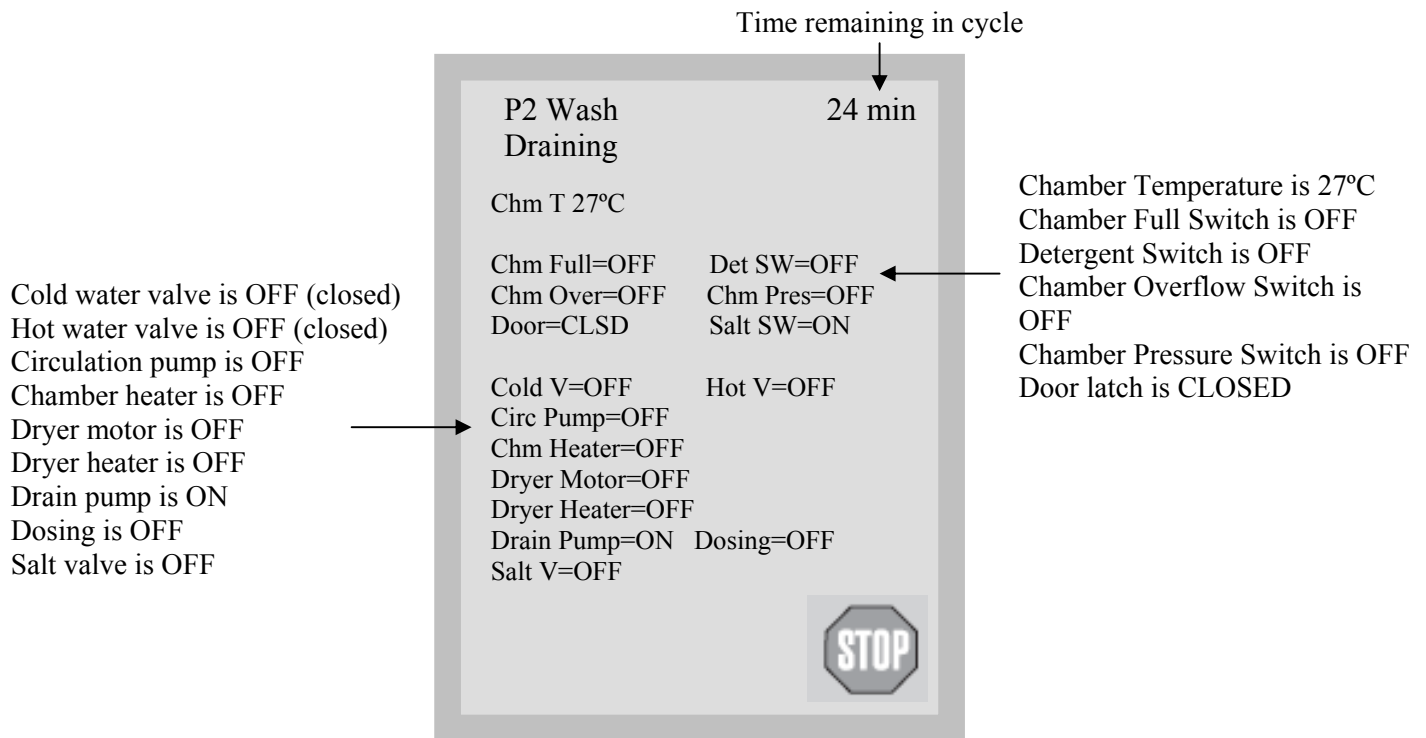 Time remaining in cycle
P2 Wash 24 min
Draining
Chm T 27ºC
Chm Full=OFF Det SW=OFF
Chm Over=OFF Chm Pres=OFF
Door=CLSD Salt SW=ON
Cold V=OFF Hot V=OFF
Circ Pump=OFF
Chm Heater=OFF
Dryer Motor=OFF
Dryer Heater=OFF
Drain Pump=ON Dosing=OFF
Salt V=OFF
STOP
Chamber Temperature is 27ºC
Chamber Full Switch is OFF
Detergent Switch is OFF
Chamber Overflow Switch is
OFF
Chamber Pressure Switch is OFF
Door latch is CLOSED
Cold water valve is OFF (closed)
Hot water valve is OFF (closed)
Circulation pump is OFF
Chamber heater is OFF
Dryer motor is OFF
Dryer heater is OFF
Drain pump is ON
Dosing is OFF
Salt valve is OFF